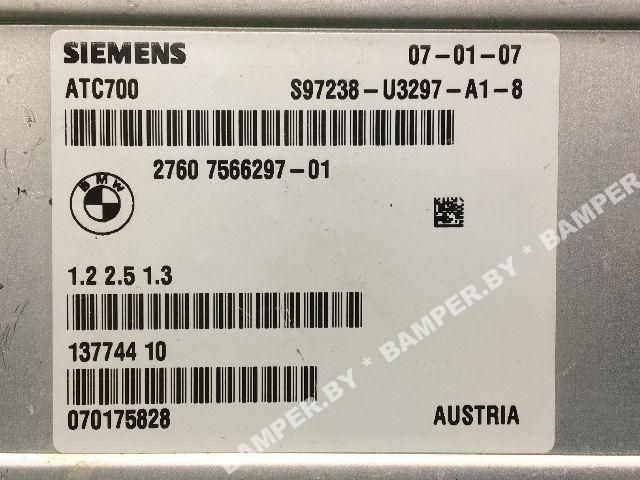 SIEMENS 07-01-07
ATC700 S97238-U3297-A1-8
2760 7566297-01
BMW
1.2 2.5 1.3
137744 10
070175828 AUSTRIA
BAMPER.BY * BAMPER.BY * BAMPER.BY